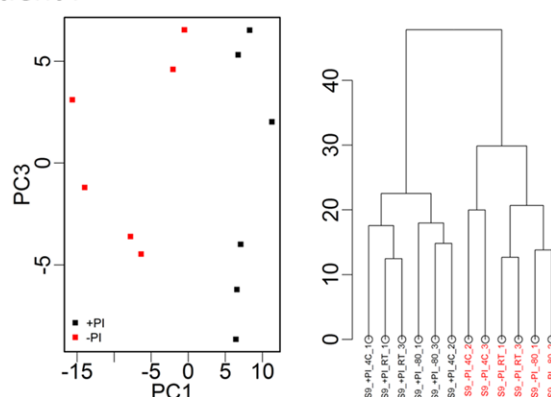 5
0
-5
PC3
+PI
-PI
-15
-5
0
5
10
PC1
40
30
20
10
0
S9_+PI_4C_1
S9_+PI_RT_1
S9_+PI_RT_3
S9_+PI_-80_1
S9_+PI_-80_3
S9_+PI_4C_2
S9_-PI_4C_2
S9_-PI_4C_3
S9_-PI_RT_1
S9_-PI_RT_3
S9_-PI_-80_1